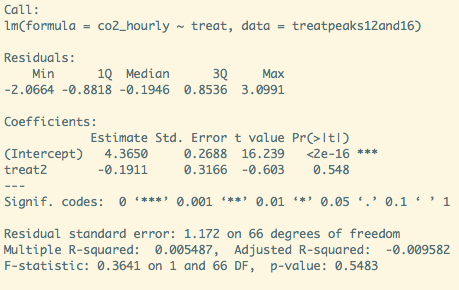 Call:
lm(formula = co2_hourly ~ treat, data = treatpeaks12and16)
Residuals:
Min 1Q Median 3Q Max
-2.0664 -0.8818 -0.1946 0.8536 3.0991
Coefficients:
Estimate Std. Error t value Pr(>|t|)
(Intercept) 4.3650 0.2688 16.239 <2e-16 ***
treat2 -0.1911 0.3166 -0.603 0.548
---
Signif. codes: 0 ‘***’ 0.001 ‘**’ 0.01 ‘*’ 0.05 ‘.’ 0.1 ‘ ’ 1
Residual standard error: 1.172 on 66 degrees of freedom
Multiple R-squared: 0.005487, Adjusted R-squared: -0.009582
F-statistic: 0.3641 on 1 and 66 DF, p-value: 0.5483